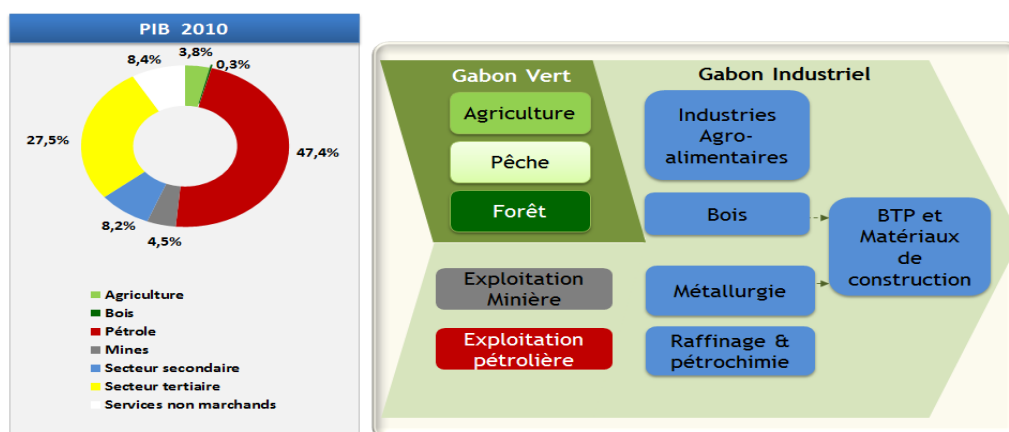 PIB 2010
3,8%
0,3%
8,4%
27,5%
47,4%
8,2%
4,5%
Agriculture
Bois
Pétrole
Mines
Secteur secondaire
Secteur tertiaire
Services non marchands
Gabon Vert
Agriculture
Pêche
Forêt
Exploitation
Minière
Exploitation
pétrolière
Gabon Industriel
Industries
Agro-
alimentaires
Bois
Métallurgie
Raffinage &
pétrochimie
BTP et
Matériaux
de
construction